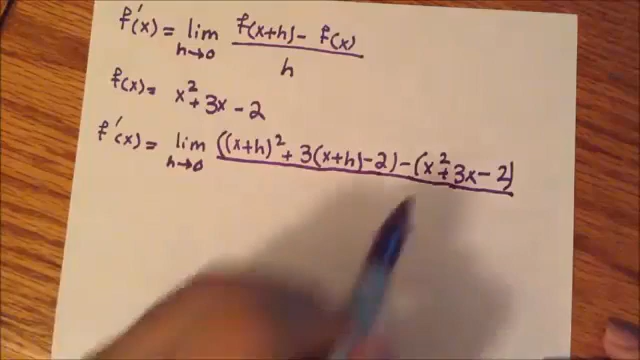 f'(x) = lim h→0 f(x+h) - f(x) / h
f(x) = x² + 3x - 2
f'(x) = lim h→0 ((x+h)² + 3(x+h) - 2) - (x² + 3x - 2)